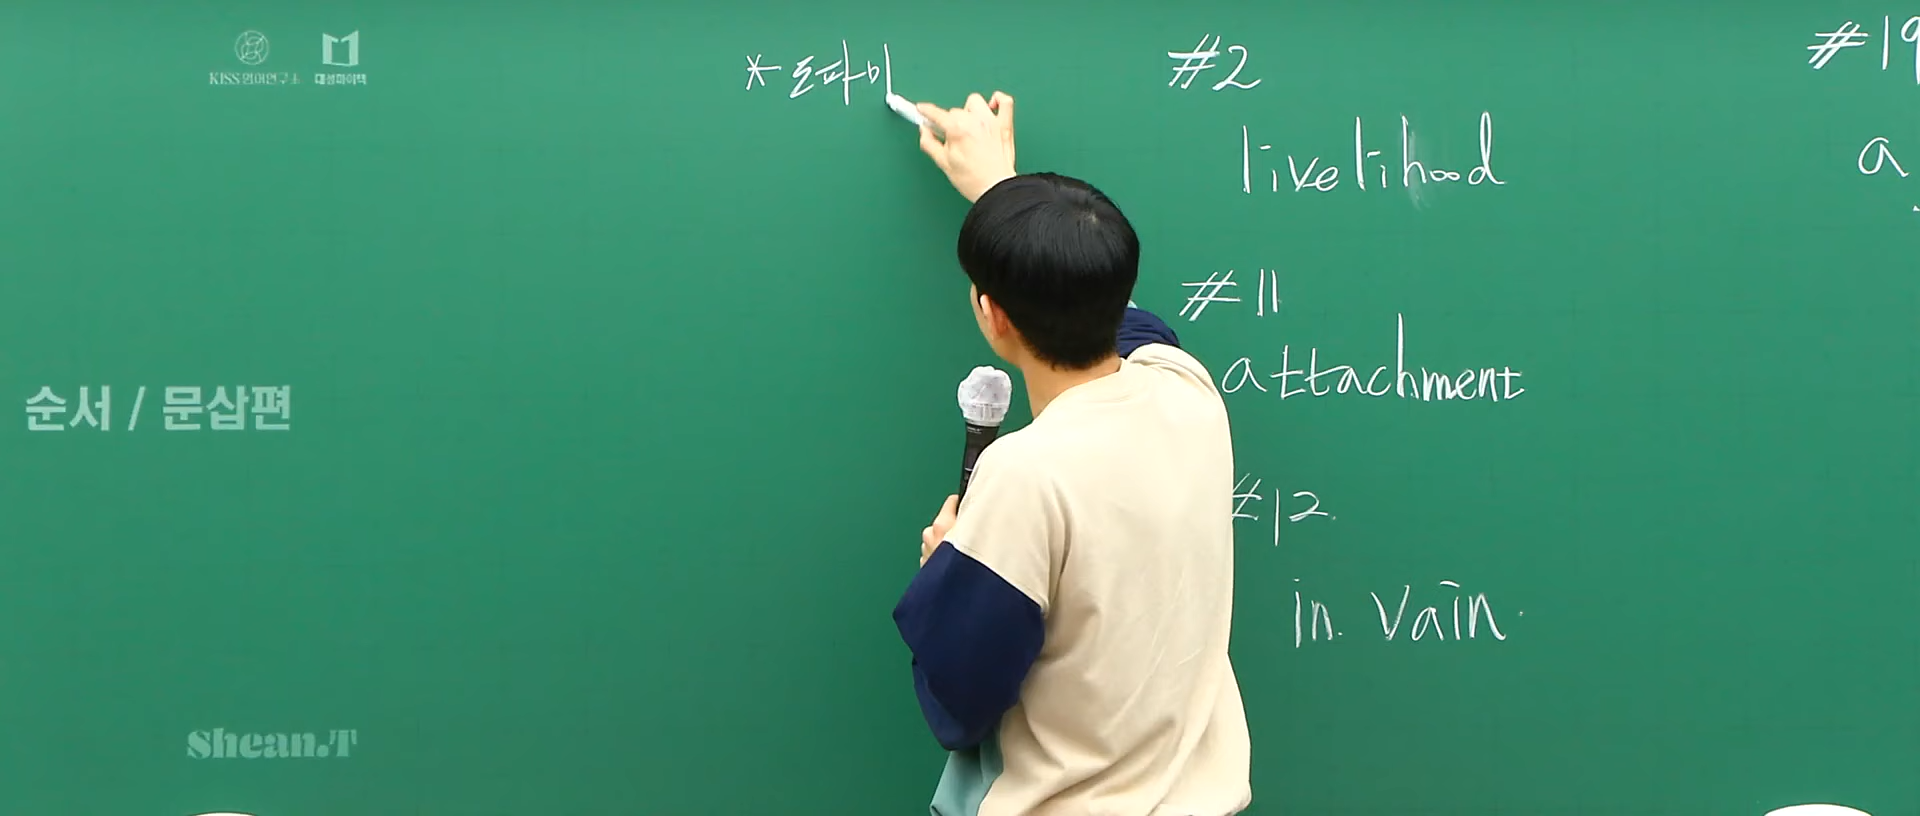 KISS 영어연구소
대성마이맥
순서 / 문삽편
Shean.T
* 도파미
#2
livelihood
#11
attachment
#12
in vain
#19
a